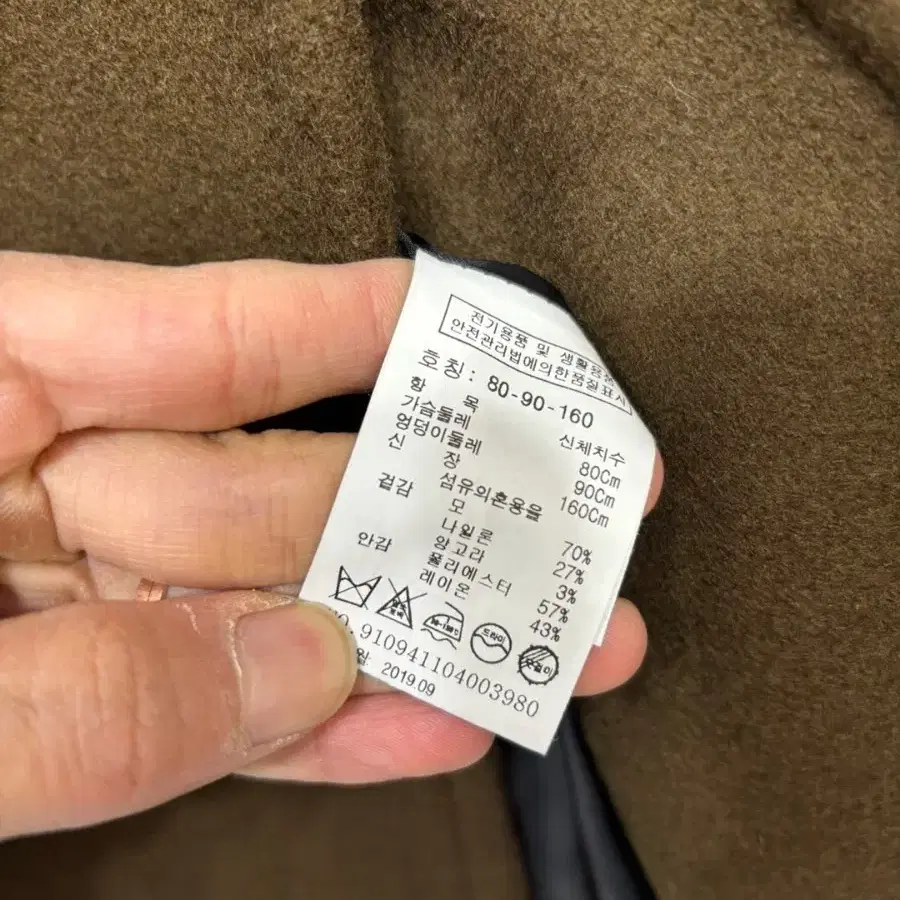 전기용품 및 생활용품
안전관리법에의한품질표시
호칭: 80-90-160
항 목 신체치수
가슴둘레 80Cm
엉덩이둘레 90Cm
신 장 160Cm
섬유의혼용율
겉감 모 70%
나일론 27%
앙고라 3%
안감 폴리에스터 57%
레이온 43%
드라이
NO.910941104003980
2019.09